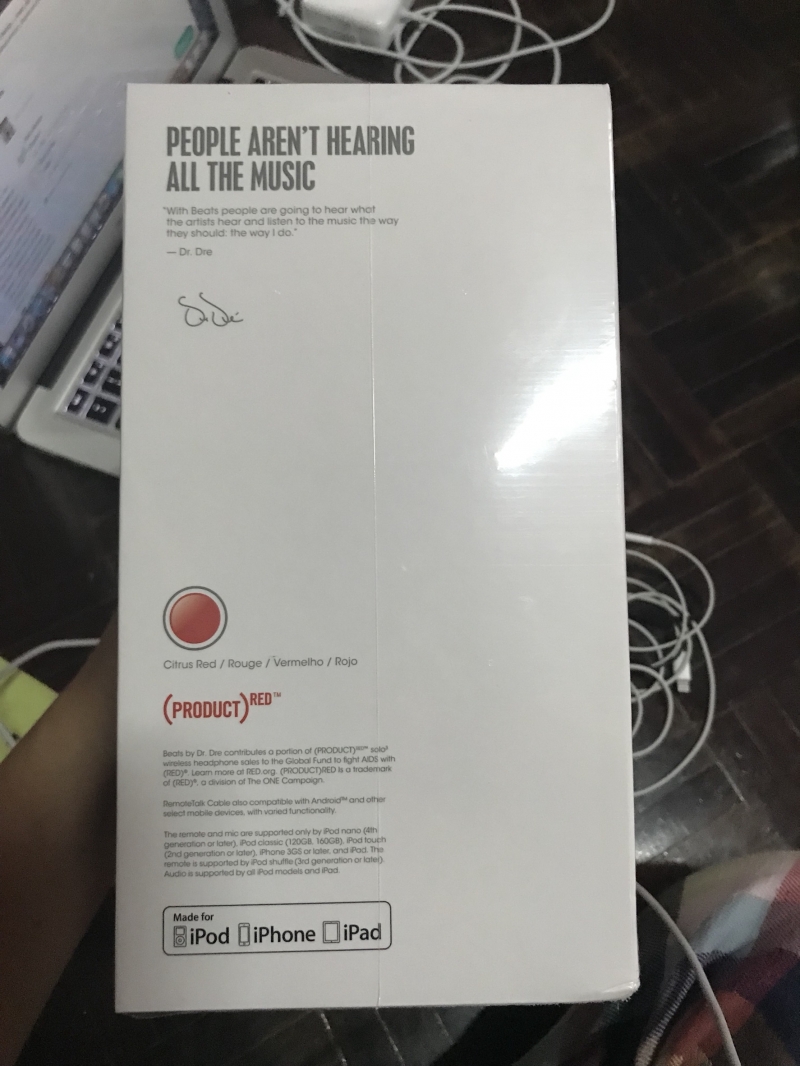 PEOPLE AREN'T HEARING
ALL THE MUSIC
"With Beats people are going to hear what
the artists hear and listen to the music the way
they should: the way I do."
— Dr. Dre
Citrus Red / Rouge / Vermelho / Rojo
(PRODUCT)RED™
Beats by Dr. Dre contributes a portion of (PRODUCT)RED™ solo²
wireless headphone sales to the Global Fund to fight AIDS with
(RED)®. Learn more at RED.org. (PRODUCT)RED is a trademark
of (RED)®, a division of The ONE Campaign.
RemoteTalk Cable also compatible with Android™ and other
select mobile devices, with varied functionality.
The remote and mic are supported only by iPod nano (4th
generation or later), iPod classic (120GB, 160GB), iPod touch
(2nd generation or later), iPhone 3GS or later, and iPad. The
remote is supported by iPod shuffle (3rd generation or later).
Audio is supported by all iPod models and iPad.
Made for
iPod iPhone iPad